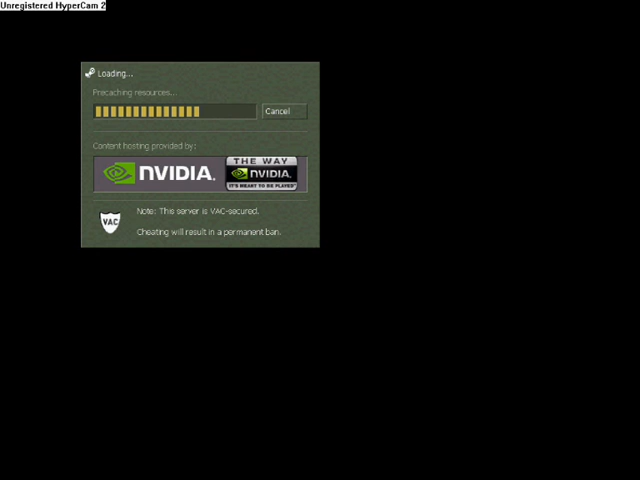 Unregistered HyperCam 2
Loading...
Precaching resources...
Cancel
Content hosting provided by:
NVIDIA.
THE WAY
NVIDIA.
IT'S MEANT TO BE PLAYED
VAC
Note: This server is VAC-secured.
Cheating will result in a permanent ban.